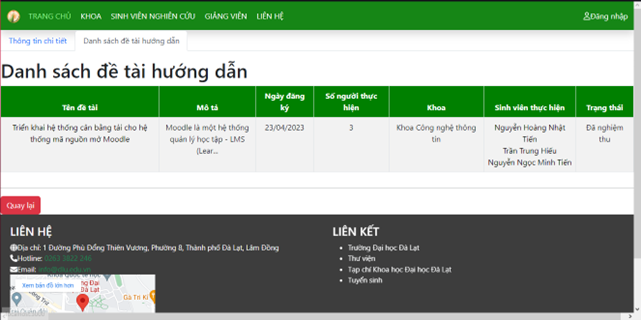 TRANG CHỦ KHOA SINH VIÊN NGHIÊN CỨU GIẢNG VIÊN LIÊN HỆ Đăng nhập
Thông tin chi tiết Danh sách đề tài hướng dẫn
Danh sách đề tài hướng dẫn
Tên đề tài Mô tả Ngày đăng ký Số người thực hiện Khoa Sinh viên thực hiện Trạng thái
Triển khai hệ thống cân bằng tải cho hệ thống mã nguồn mở Moodle
Moodle là một hệ thống quản lý học tập - LMS (Lear...
23/04/2023
3
Khoa Công nghệ thông tin
Nguyễn Hoàng Nhật Tiến
Trần Trung Hiếu
Nguyễn Ngọc Minh Tiến
Đã nghiệm thu
Quay lại
LIÊN HỆ
Địa chỉ: 1 Đường Phù Đổng Thiên Vương, Phường 8, Thành phố Đà Lạt, Lâm Đồng
Hotline: 0263 3822 246
Email: info@dlu.edu.vn
Xem bản đồ lớn hơn
Gà Tri Kỉ
LIÊN KẾT
Trường Đại học Đà Lạt
Thư viện
Tạp chí Khoa học Đại học Đà Lạt
Tuyển sinh